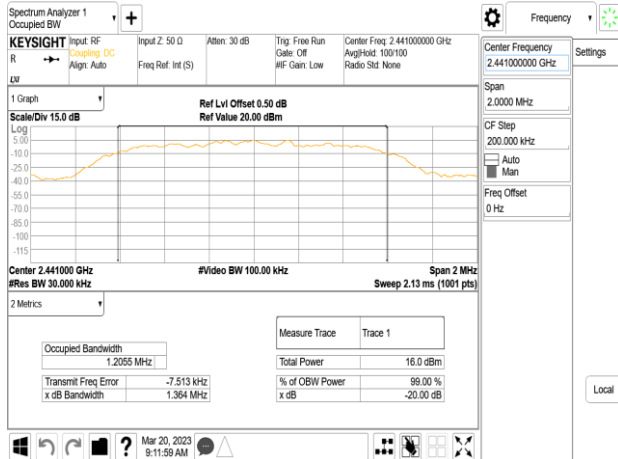 Spectrum Analyzer 1
Occupied BW
Frequency
KEYSIGHT
R
LXI
Input: RF
Coupling: DC
Align: Auto
Input Z: 50 Ω
Freq Ref: Int (S)
Atten: 30 dB
Trig: Free Run
Gate: Off
#IF Gain: Low
Center Freq: 2.441000000 GHz
Avg|Hold: 100/100
Radio Std: None
Center Frequency
2.441000000 GHz
Settings
Span
2.0000 MHz
CF Step
200.000 kHz
Auto
Man
Freq Offset
0 Hz
Local
1 Graph
Scale/Div 15.0 dB
Ref Lvl Offset 0.50 dB
Ref Value 20.00 dBm
Log
5.00
-10.0
-25.0
-40.0
-55.0
-70.0
-85.0
-100
-115
Center 2.441000 GHz
#Res BW 30.000 kHz
#Video BW 100.00 kHz
Span 2 MHz
Sweep 2.13 ms (1001 pts)
2 Metrics
Measure Trace Trace 1
Occupied Bandwidth
1.2055 MHz
Total Power 16.0 dBm
Transmit Freq Error -7.513 kHz
% of OBW Power 99.00 %
x dB Bandwidth 1.364 MHz
x dB -20.00 dB
?
Mar 20, 2023
9:11:59 AM